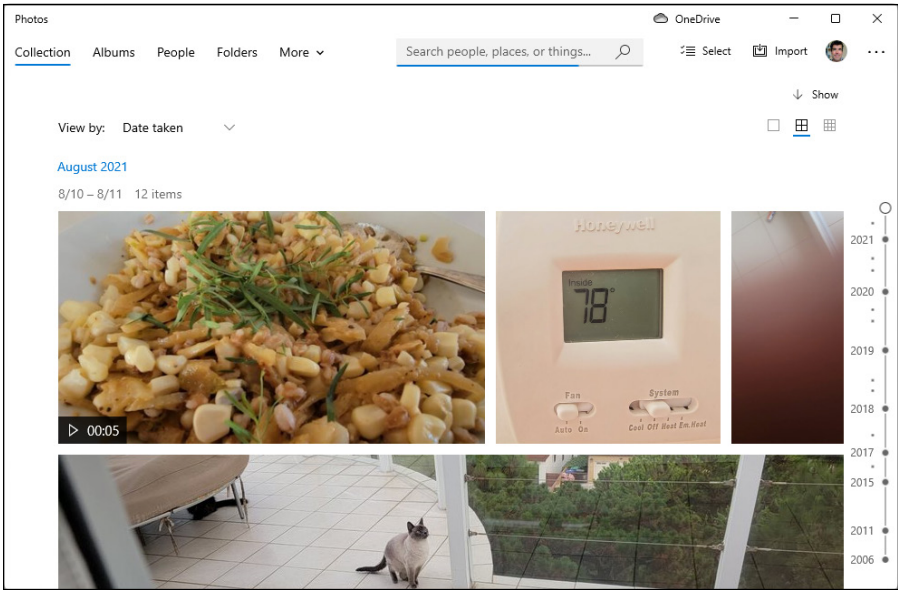 Photos OneDrive
Collection Albums People Folders More Search people, places, or things... Select Import
Show
View by: Date taken
August 2021
8/10 – 8/11 12 items
Honeywell
Inside
78°
Fan System
Auto On Cool Off Heat Em.Heat
00:05
2021
2020
2019
2018
2017
2015
2011
2006